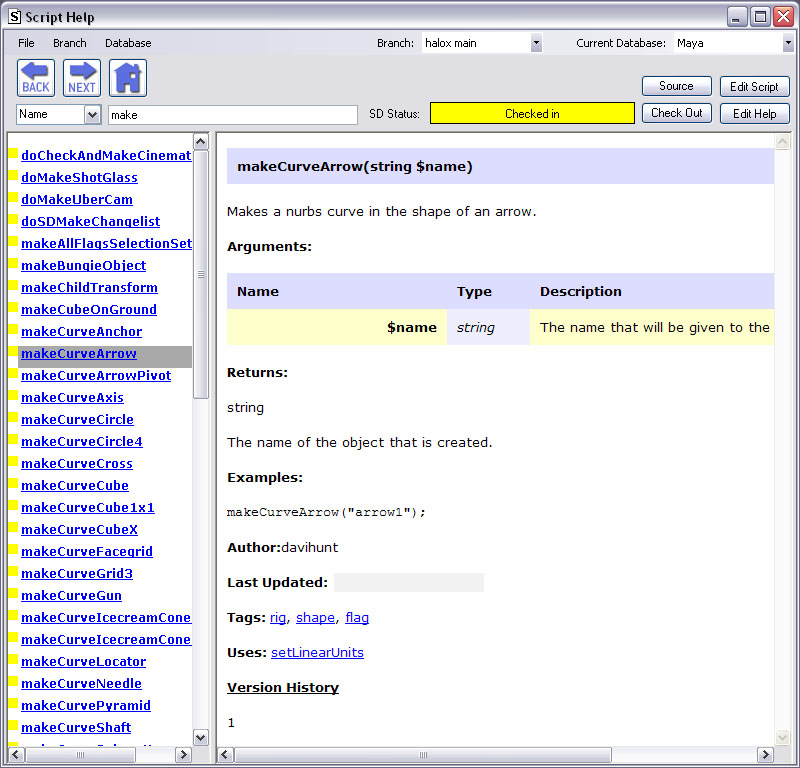 Script Help
File Branch Database Branch: halox main Current Database: Maya
BACK NEXT
Source Edit Script
Name make SD Status: Checked in Check Out Edit Help
doCheckAndMakeCinemat
doMakeShotGlass
doMakeUberCam
doSDMakeChangelist
makeAllFlagsSelectionSet
makeBungieObject
makeChildTransform
makeCubeOnGround
makeCurveAnchor
makeCurveArrow
makeCurveArrowPivot
makeCurveAxis
makeCurveCircle
makeCurveCircle4
makeCurveCross
makeCurveCube
makeCurveCube1x1
makeCurveCubeX
makeCurveFacegrid
makeCurveGrid3
makeCurveGun
makeCurveIcecreamCone
makeCurveIcecreamCone
makeCurveLocator
makeCurveNeedle
makeCurvePyramid
makeCurveShaft
makeCurveArrow(string $name)
Makes a nurbs curve in the shape of an arrow.
Arguments:
Name Type Description
$name string The name that will be given to the
Returns:
string
The name of the object that is created.
Examples:
makeCurveArrow("arrow1");
Author:davihunt
Last Updated:
Tags: rig, shape, flag
Uses: setLinearUnits
Version History
1